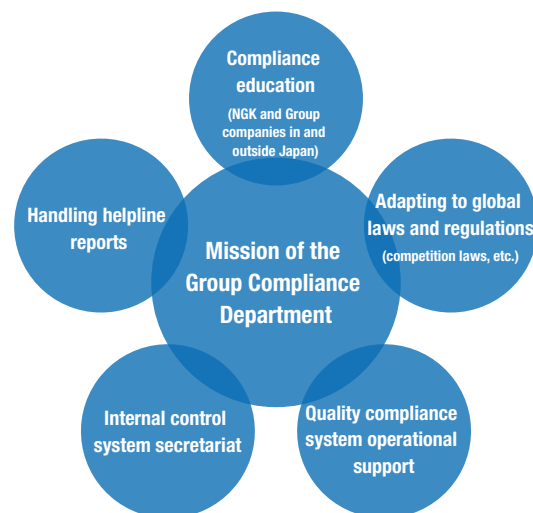 Compliance
education
(NGK and Group
companies in and
outside Japan)
Handling helpline
reports
Adapting to global
laws and regulations
(competition laws, etc.)
Mission of the
Group Compliance
Department
Internal control
system secretariat
Quality compliance
system operational
support